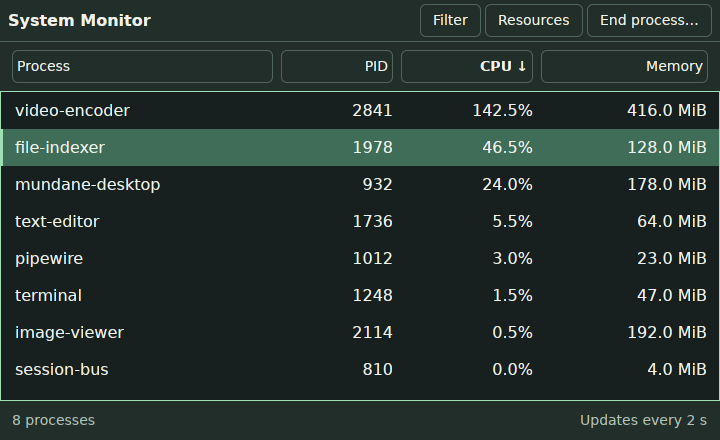 System Monitor Filter Resources End process...
Process PID CPU ↓ Memory
video-encoder 2841 142.5% 416.0 MiB
file-indexer 1978 46.5% 128.0 MiB
mundane-desktop 932 24.0% 178.0 MiB
text-editor 1736 5.5% 64.0 MiB
pipewire 1012 3.0% 23.0 MiB
terminal 1248 1.5% 47.0 MiB
image-viewer 2114 0.5% 192.0 MiB
session-bus 810 0.0% 4.0 MiB
8 processes Updates every 2 s